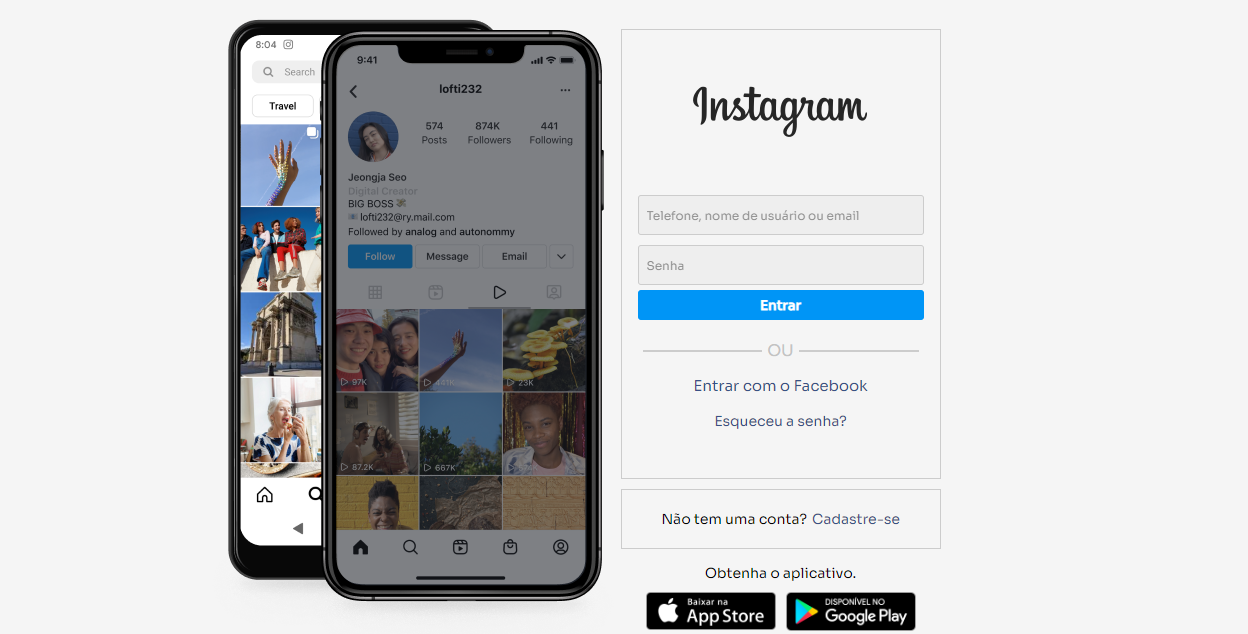 8:04
Search
Travel
9:41
lofti232
574
874K
441
Posts
Followers
Following
Jeongja Seo
Digital Creator
BIG BOSS
lofti232@ry.mail.com
Followed by analog and autonommy
Follow
Message
Email
97K
23K
87.2K
667K
Instagram
Telefone, nome de usuário ou email
Senha
Entrar
OU
Entrar com o Facebook
Esqueceu a senha?
Não tem uma conta? Cadastre-se
Obtenha o aplicativo.
Baixar na
App Store
DISPONÍVEL NO
Google Play